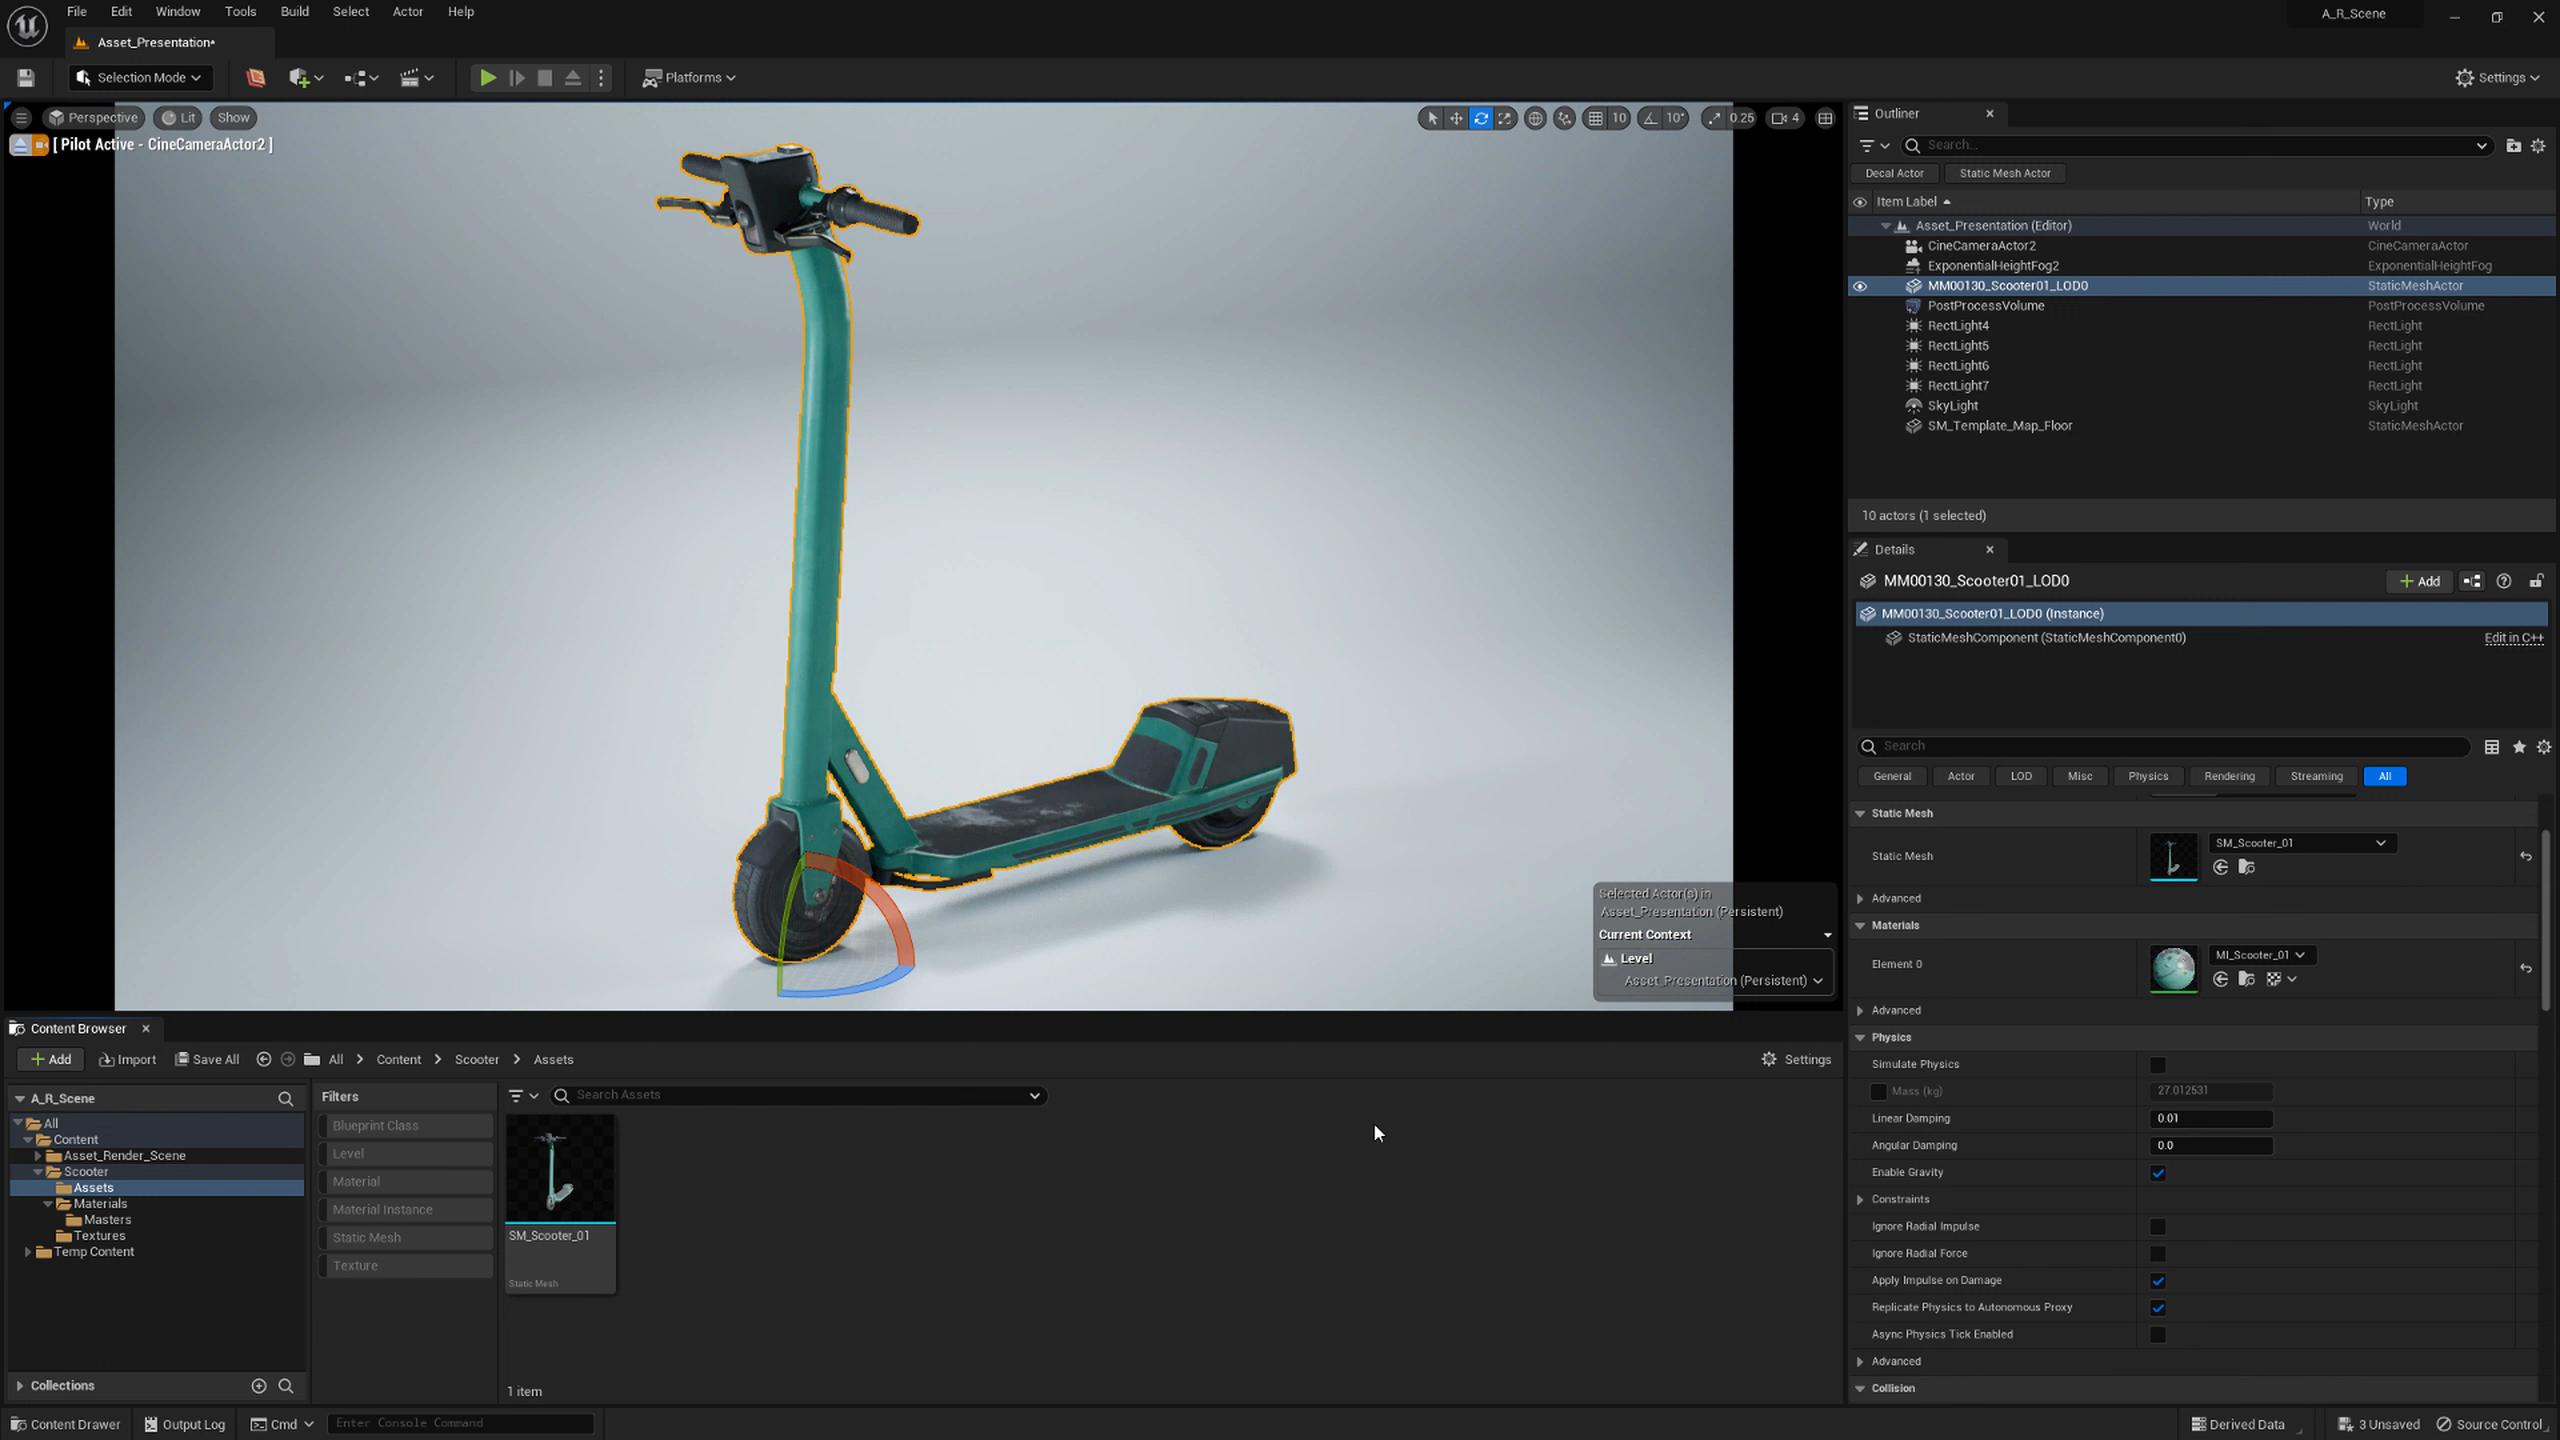 File Edit Window Tools Build Select Actor Help
A_R_Scene
Asset_Presentation•
Selection Mode
Platforms
Settings
Perspective Lit Show
10 10° 0.25 4
[ Pilot Active - CineCameraActor2 ]
Selected Actor(s) in
Asset_Presentation (Persistent)
Current Context
Level
Asset_Presentation (Persistent)
Outliner
Search...
Decal Actor Static Mesh Actor
Item Label Type
Asset_Presentation (Editor) World
CineCameraActor2 CineCameraActor
ExponentialHeightFog2 ExponentialHeightFog
MM00130_Scooter01_LOD0 StaticMeshActor
PostProcessVolume PostProcessVolume
RectLight4 RectLight
RectLight5 RectLight
RectLight6 RectLight
RectLight7 RectLight
SkyLight SkyLight
SM_Template_Map_Floor StaticMeshActor
10 actors (1 selected)
Details
MM00130_Scooter01_LOD0
Add
MM00130_Scooter01_LOD0 (Instance)
StaticMeshComponent (StaticMeshComponent0) Edit in C++
Search
General Actor LOD Misc Physics Rendering Streaming All
Static Mesh
Static Mesh SM_Scooter_01
Advanced
Materials
Element 0 MI_Scooter_01
Advanced
Physics
Simulate Physics
Mass (kg) 27.012531
Linear Damping 0.01
Angular Damping 0.0
Enable Gravity
Constraints
Ignore Radial Impulse
Ignore Radial Force
Apply Impulse on Damage
Replicate Physics to Autonomous Proxy
Async Physics Tick Enabled
Advanced
Collision
Content Browser
Add Import Save All All Content Scooter Assets Settings
A_R_Scene
All
Content
Asset_Render_Scene
Scooter
Assets
Materials
Masters
Textures
Temp Content
Collections
Filters
Blueprint Class
Level
Material
Material Instance
Static Mesh
Texture
Search Assets
SM_Scooter_01
Static Mesh
1 item
Content Drawer Output Log Cmd Enter Console Command
Derived Data 3 Unsaved Source Control